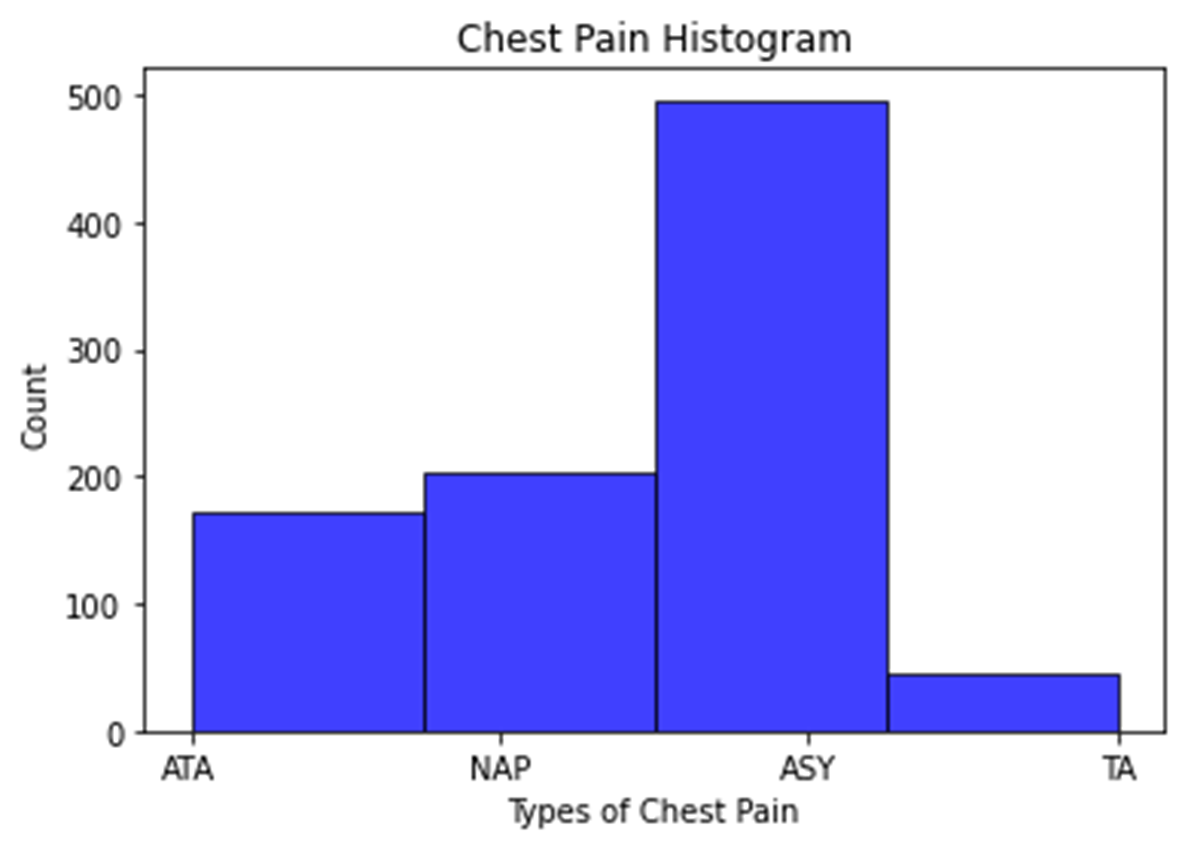 Chest Pain Histogram
500
400
300
200
100
0
Count
ATA NAP ASY TA
Types of Chest Pain